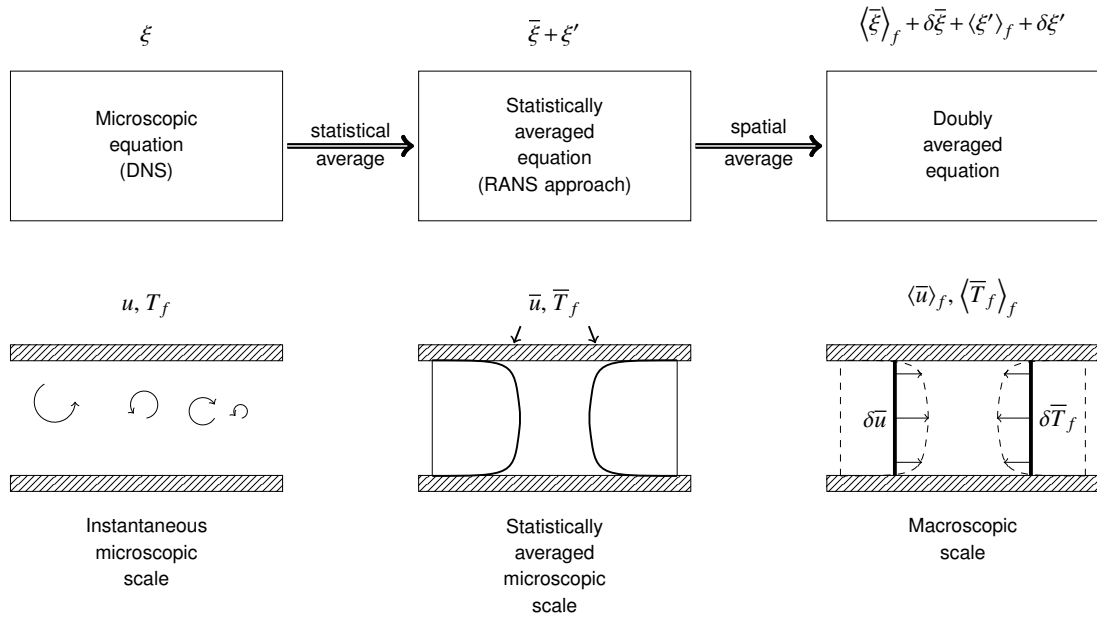 ξ
ξ̅ + ξ′
⟨ξ̅⟩_f + δξ̅ + ⟨ξ′⟩_f + δξ′
Microscopic
equation
(DNS)
statistical
average
Statistically
averaged
equation
(RANS approach)
spatial
average
Doubly
averaged
equation
u, T_f
u̅, T̅_f
⟨u̅⟩_f, ⟨T̅_f⟩_f
δu̅
δT̅_f
Instantaneous
microscopic
scale
Statistically
averaged
microscopic
scale
Macroscopic
scale